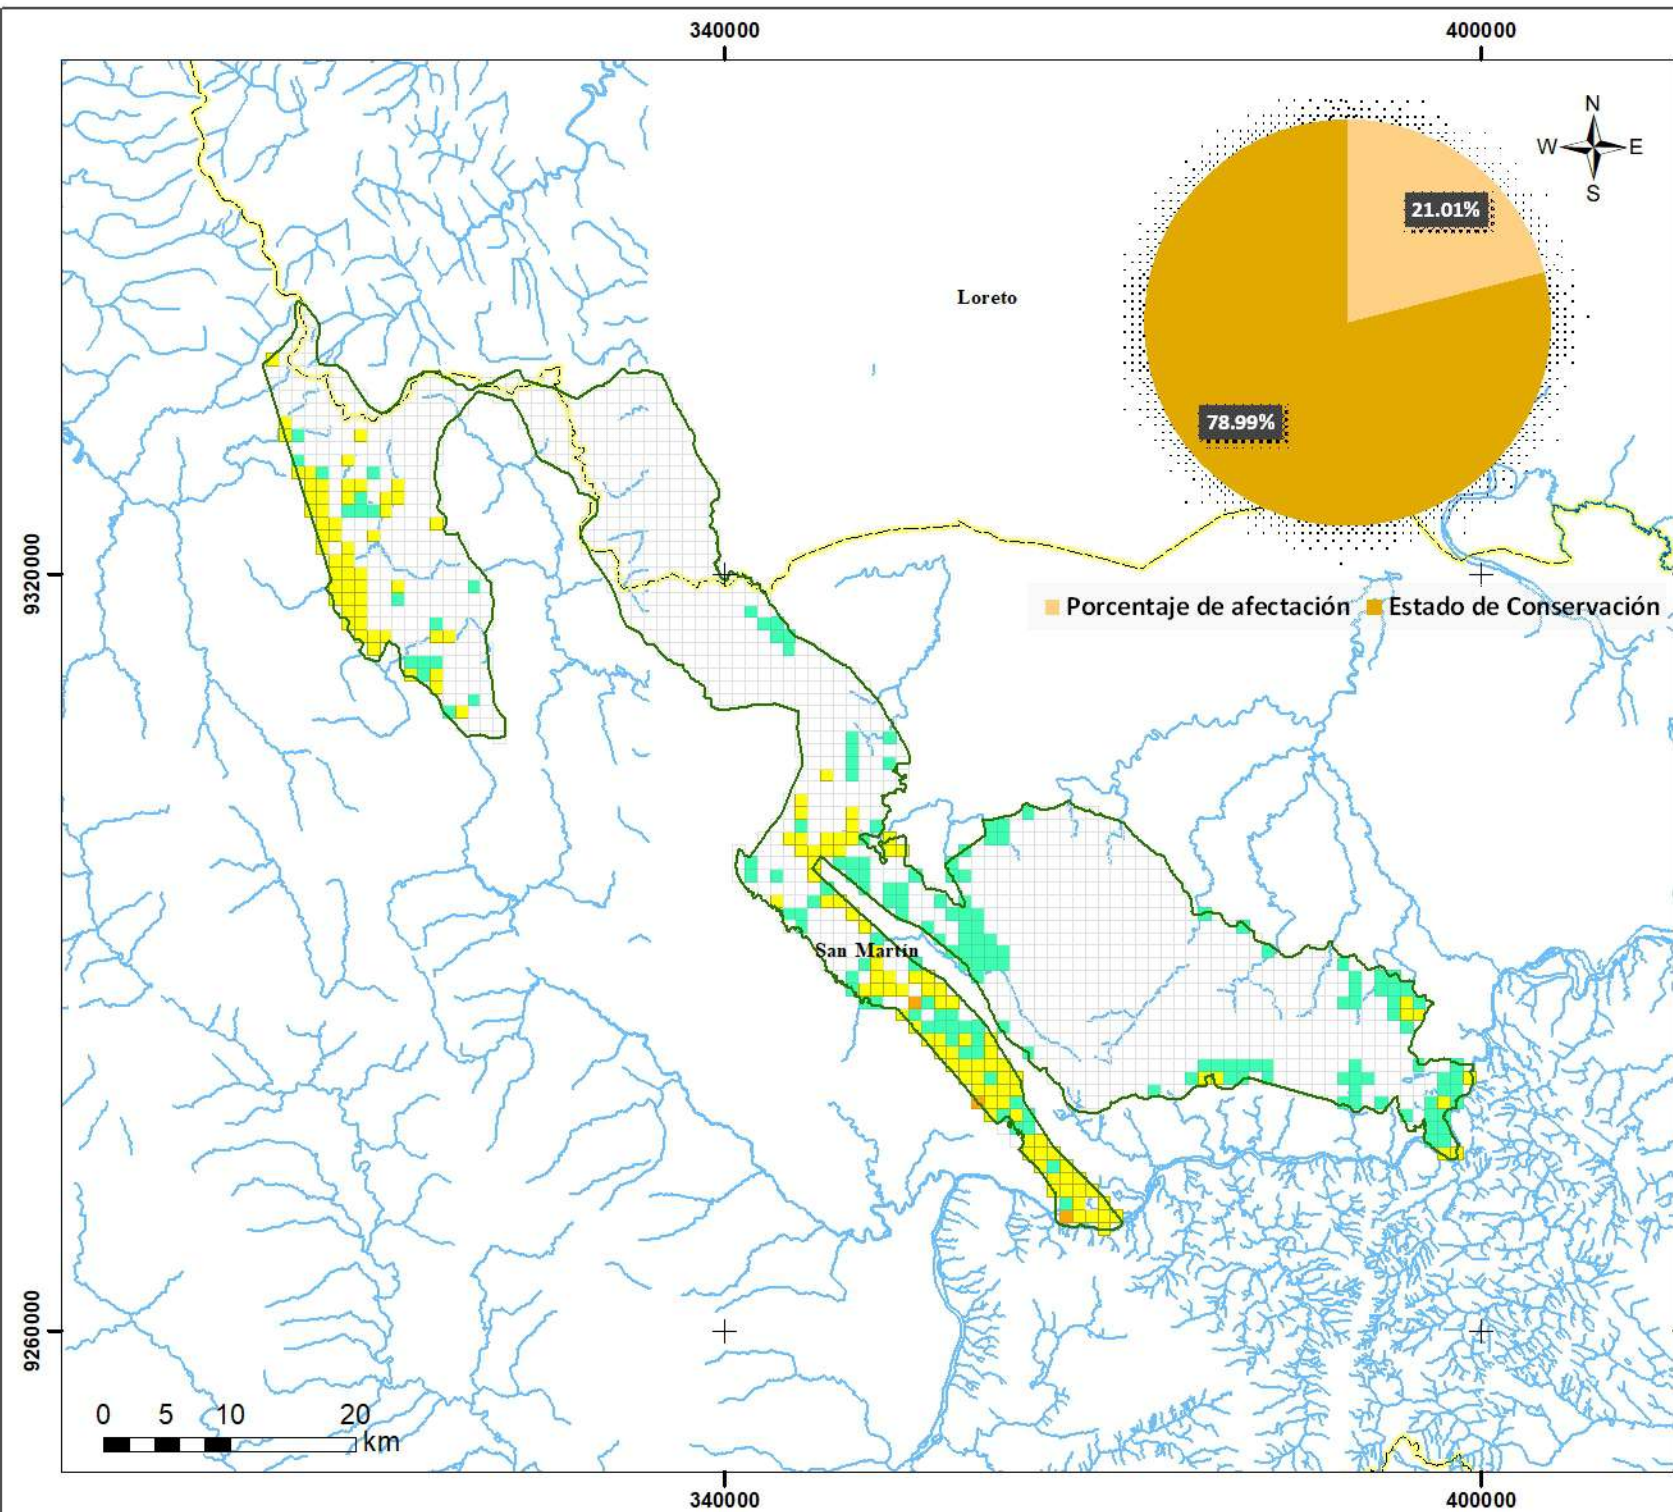 340000 400000
N
W E
S
21.01%
Loreto
78.99%
9320000
Porcentaje de afectación Estado de Conservación
San Martín
9260000
0 5 10 20
km
340000 400000